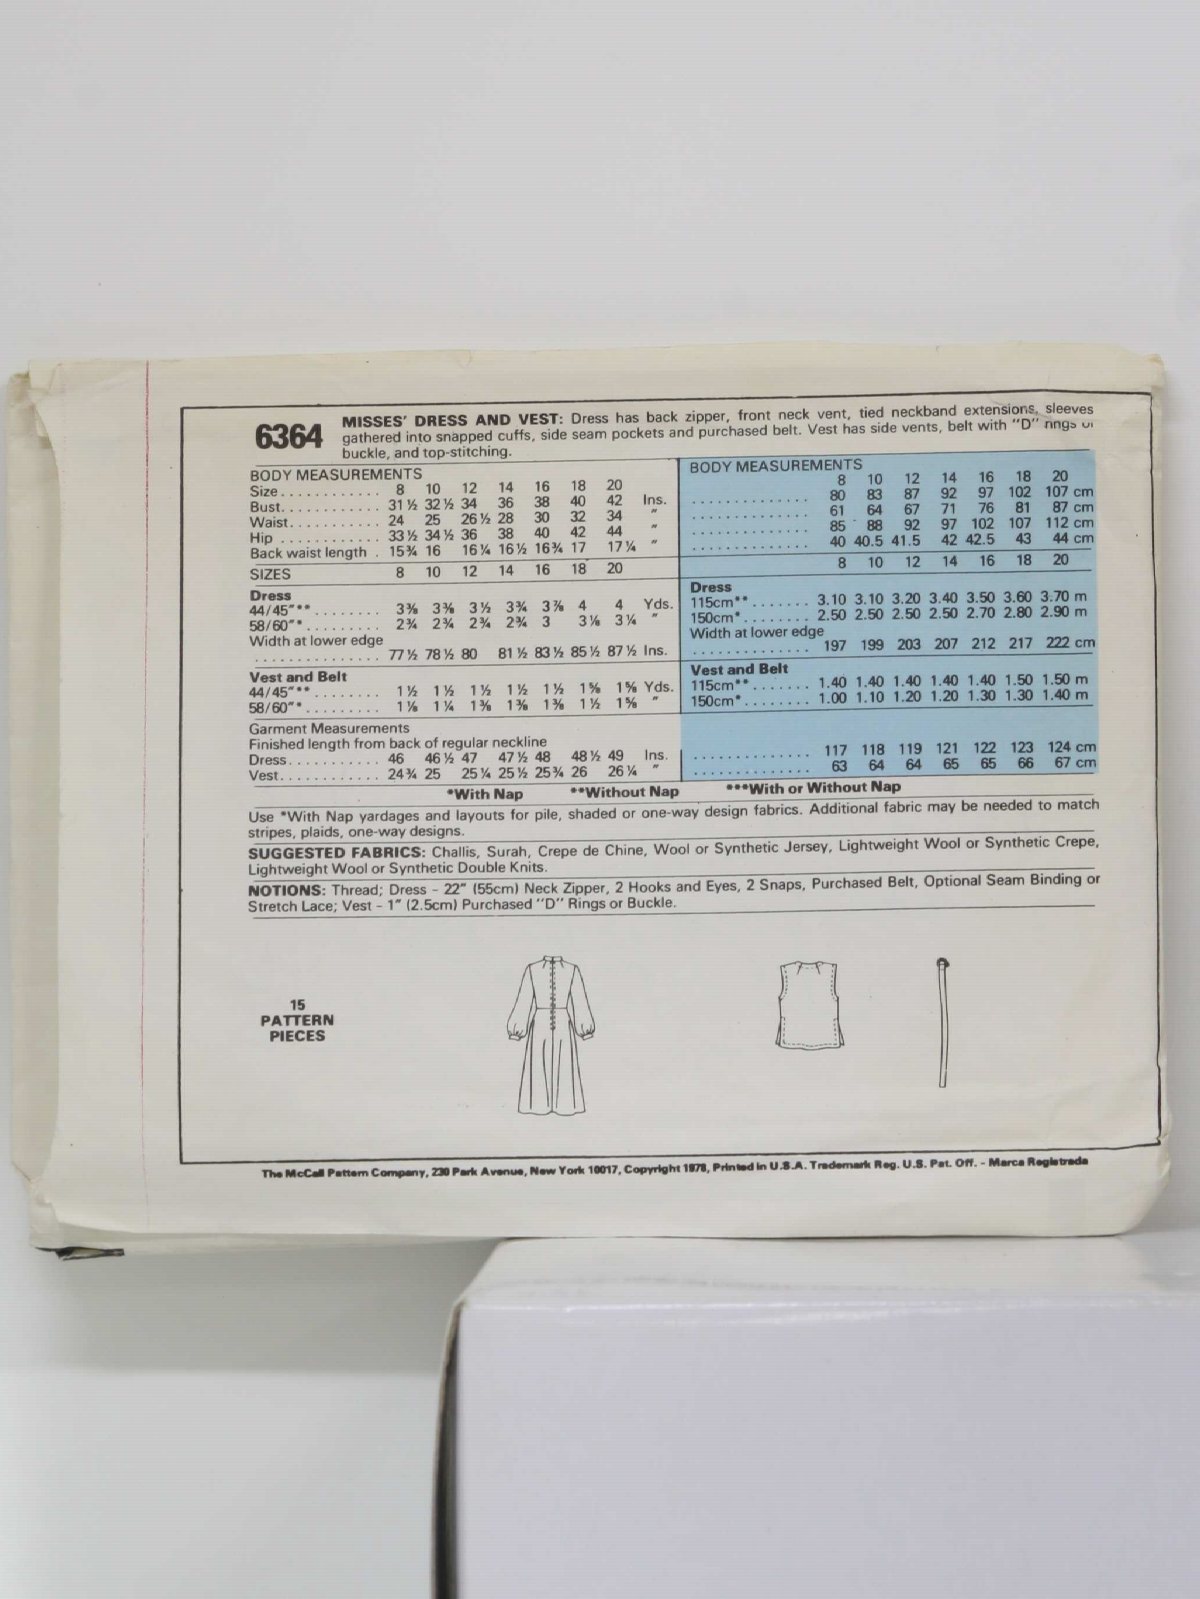 6364
MISSES' DRESS AND VEST: Dress has back zipper, front neck vent, tied neckband extensions, sleeves
gathered into snapped cuffs, side seam pockets and purchased belt. Vest has side vents, belt with "D" rings or
buckle, and top-stitching.
BODY MEASUREMENTS
Size............ 8 10 12 14 16 18 20
Bust............ 31½ 32½ 34 36 38 40 42 Ins.
Waist............ 24 25 26½ 28 30 32 34 "
Hip ............ 33½ 34½ 36 38 40 42 44 "
Back waist length . 15¾ 16 16¼ 16½ 16¾ 17 17¼ "
SIZES 8 10 12 14 16 18 20
Dress
44/45"** ........ 3⅜ 3⅜ 3½ 3¾ 3⅞ 4 4 Yds.
58/60"* ......... 2¾ 2¾ 2¾ 2¾ 3 3⅛ 3¼ "
Width at lower edge
................ 77½ 78½ 80 81½ 83½ 85½ 87½ Ins.
Vest and Belt
44/45"** ........ 1½ 1½ 1½ 1½ 1½ 1⅝ 1⅝ Yds.
58/60"* ......... 1⅛ 1¼ 1⅜ 1⅜ 1⅜ 1½ 1⅝ "
Garment Measurements
Finished length from back of regular neckline
Dress............ 46 46½ 47 47½ 48 48½ 49 Ins.
Vest............. 24¾ 25 25¼ 25½ 25¾ 26 26¼ "
BODY MEASUREMENTS
8 10 12 14 16 18 20
.............. 80 83 87 92 97 102 107 cm
.............. 61 64 67 71 76 81 87 cm
.............. 85 88 92 97 102 107 112 cm
.............. 40 40.5 41.5 42 42.5 43 44 cm
8 10 12 14 16 18 20
Dress
115cm** ....... 3.10 3.10 3.20 3.40 3.50 3.60 3.70 m
150cm* ........ 2.50 2.50 2.50 2.50 2.70 2.80 2.90 m
Width at lower edge
.............. 197 199 203 207 212 217 222 cm
Vest and Belt
115cm** ....... 1.40 1.40 1.40 1.40 1.40 1.50 1.50 m
150cm* ........ 1.00 1.10 1.20 1.20 1.30 1.30 1.40 m
.............. 117 118 119 121 122 123 124 cm
.............. 63 64 64 65 65 66 67 cm
*With Nap **Without Nap ***With or Without Nap
Use *With Nap yardages and layouts for pile, shaded or one-way design fabrics. Additional fabric may be needed to match
stripes, plaids, one-way designs.
SUGGESTED FABRICS: Challis, Surah, Crepe de Chine, Wool or Synthetic Jersey, Lightweight Wool or Synthetic Crepe,
Lightweight Wool or Synthetic Double Knits.
NOTIONS: Thread; Dress - 22" (55cm) Neck Zipper, 2 Hooks and Eyes, 2 Snaps, Purchased Belt, Optional Seam Binding or
Stretch Lace; Vest - 1" (2.5cm) Purchased "D" Rings or Buckle.
15
PATTERN
PIECES
The McCall Pattern Company, 230 Park Avenue, New York 10017, Copyright 1978, Printed in U.S.A. Trademark Reg. U.S. Pat. Off. - Marca Registrada